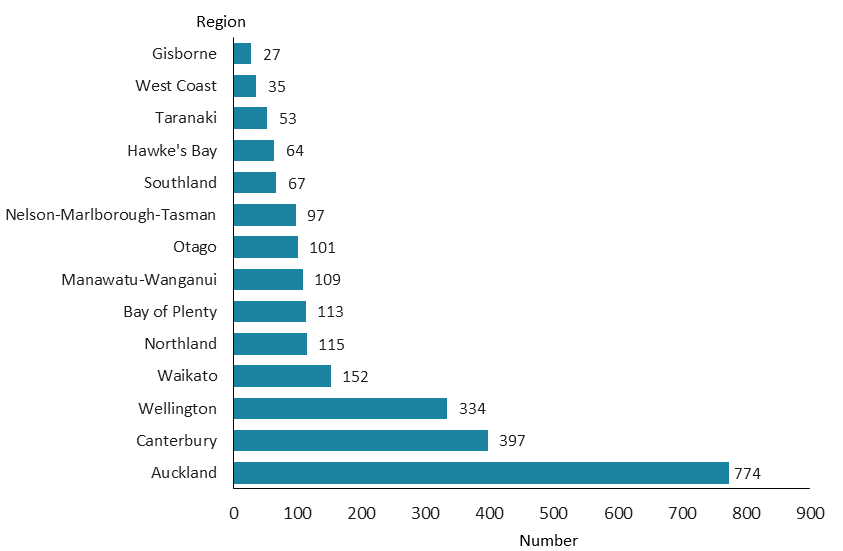 Region
Gisborne 27
West Coast 35
Taranaki 53
Hawke's Bay 64
Southland 67
Nelson-Marlborough-Tasman 97
Otago 101
Manawatu-Wanganui 109
Bay of Plenty 113
Northland 115
Waikato 152
Wellington 334
Canterbury 397
Auckland 774
0 100 200 300 400 500 600 700 800 900
Number